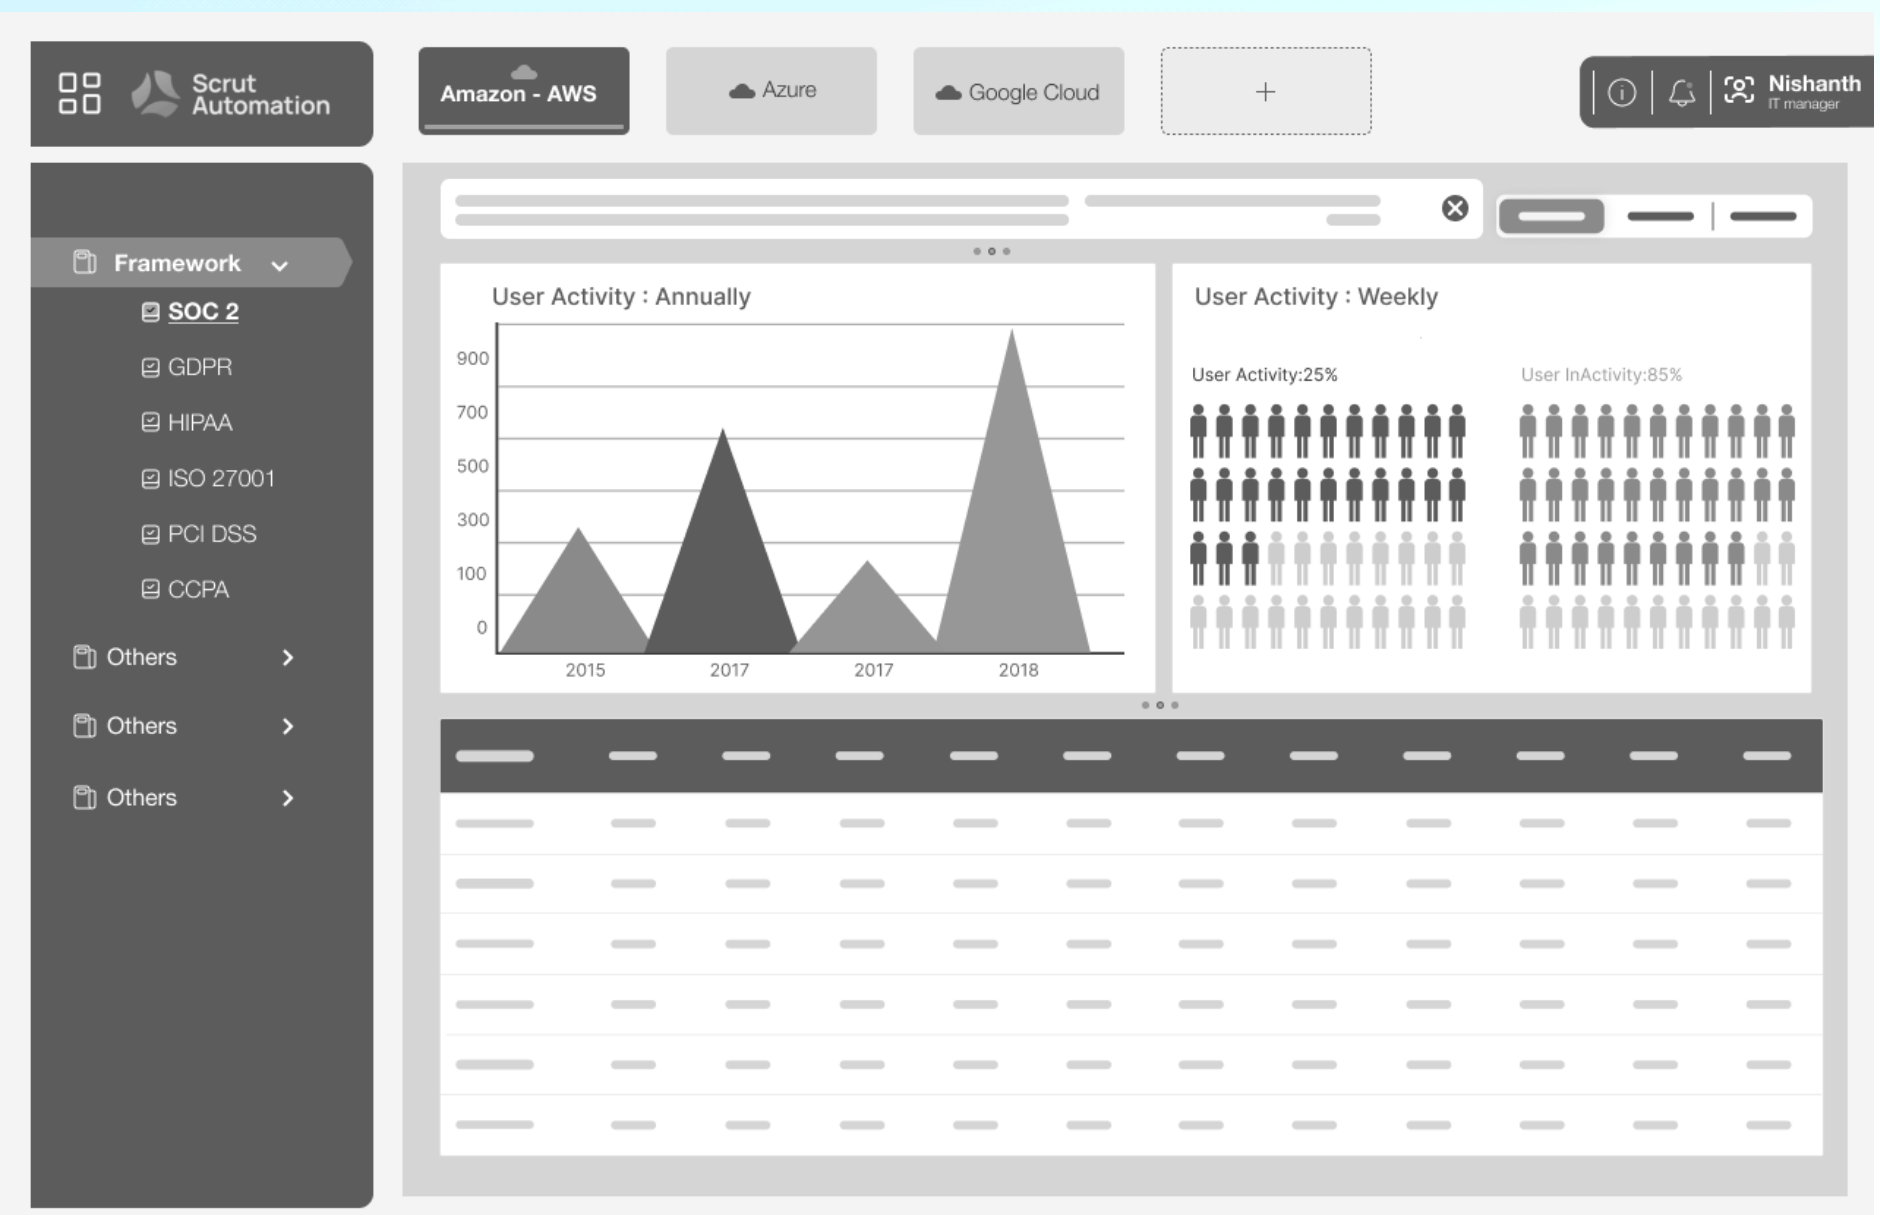 Scrut
Automation
Amazon - AWS
Azure
Google Cloud
+
Nishanth
IT manager
Framework
SOC 2
GDPR
HIPAA
ISO 27001
PCI DSS
CCPA
Others
Others
Others
User Activity : Annually
900
700
500
300
100
0
2015 2017 2017 2018
User Activity : Weekly
User Activity:25%
User InActivity:85%